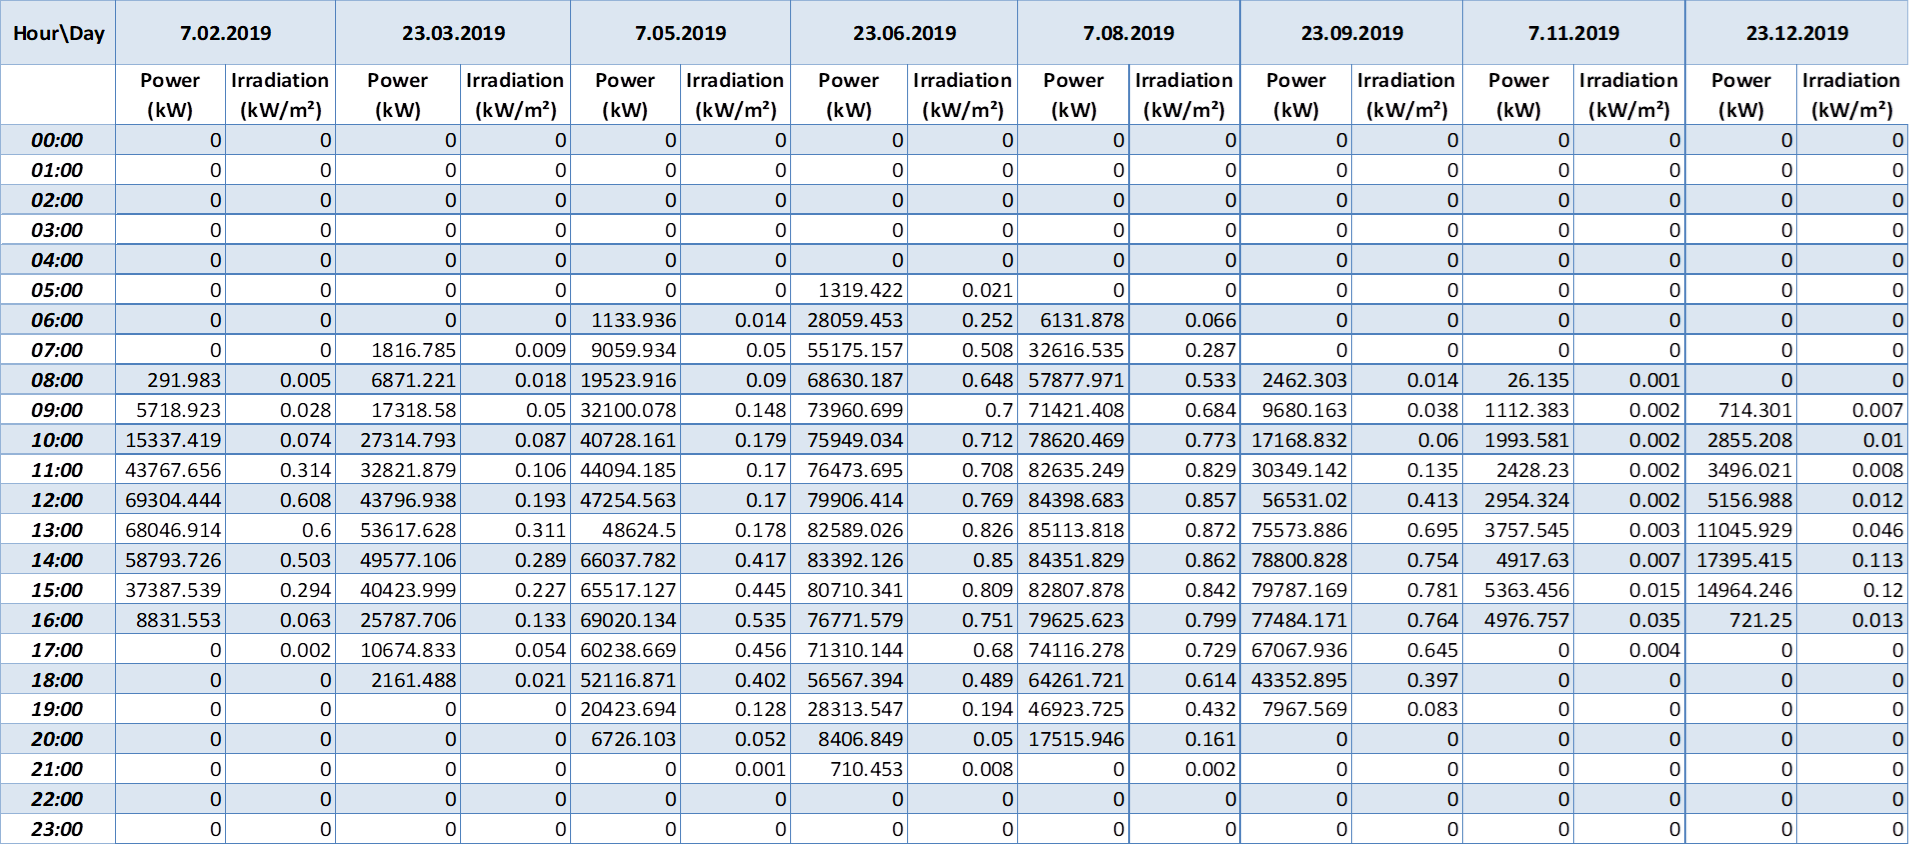 Hour\Day 7.02.2019 23.03.2019 7.05.2019 23.06.2019 7.08.2019 23.09.2019 7.11.2019 23.12.2019
Power Irradiation Power Irradiation Power Irradiation Power Irradiation Power Irradiation Power Irradiation Power Irradiation Power Irradiation
(kW) (kW/m²) (kW) (kW/m²) (kW) (kW/m²) (kW) (kW/m²) (kW) (kW/m²) (kW) (kW/m²) (kW) (kW/m²) (kW) (kW/m²)
00:00 0 0 0 0 0 0 0 0 0 0 0 0 0 0 0 0
01:00 0 0 0 0 0 0 0 0 0 0 0 0 0 0 0 0
02:00 0 0 0 0 0 0 0 0 0 0 0 0 0 0 0 0
03:00 0 0 0 0 0 0 0 0 0 0 0 0 0 0 0 0
04:00 0 0 0 0 0 0 0 0 0 0 0 0 0 0 0 0
05:00 0 0 0 0 0 0 1319.422 0.021 0 0 0 0 0 0 0 0
06:00 0 0 0 0 1133.936 0.014 28059.453 0.252 6131.878 0.066 0 0 0 0 0 0
07:00 0 0 1816.785 0.009 9059.934 0.05 55175.157 0.508 32616.535 0.287 0 0 0 0 0 0
08:00 291.983 0.005 6871.221 0.018 19523.916 0.09 68630.187 0.648 57877.971 0.533 2462.303 0.014 26.135 0.001 0 0
09:00 5718.923 0.028 17318.58 0.05 32100.078 0.148 73960.699 0.7 71421.408 0.684 9680.163 0.038 1112.383 0.002 714.301 0.007
10:00 15337.419 0.074 27314.793 0.087 40728.161 0.179 75949.034 0.712 78620.469 0.773 17168.832 0.06 1993.581 0.002 2855.208 0.01
11:00 43767.656 0.314 32821.879 0.106 44094.185 0.17 76473.695 0.708 82635.249 0.829 30349.142 0.135 2428.23 0.002 3496.021 0.008
12:00 69304.444 0.608 43796.938 0.193 47254.563 0.17 79906.414 0.769 84398.683 0.857 56531.02 0.413 2954.324 0.002 5156.988 0.012
13:00 68046.914 0.6 53617.628 0.311 48624.5 0.178 82589.026 0.826 85113.818 0.872 75573.886 0.695 3757.545 0.003 11045.929 0.046
14:00 58793.726 0.503 49577.106 0.289 66037.782 0.417 83392.126 0.85 84351.829 0.862 78800.828 0.754 4917.63 0.007 17395.415 0.113
15:00 37387.539 0.294 40423.999 0.227 65517.127 0.445 80710.341 0.809 82807.878 0.842 79787.169 0.781 5363.456 0.015 14964.246 0.12
16:00 8831.553 0.063 25787.706 0.133 69020.134 0.535 76771.579 0.751 79625.623 0.799 77484.171 0.764 4976.757 0.035 721.25 0.013
17:00 0 0.002 10674.833 0.054 60238.669 0.456 71310.144 0.68 74116.278 0.729 67067.936 0.645 0 0.004 0 0
18:00 0 0 2161.488 0.021 52116.871 0.402 56567.394 0.489 64261.721 0.614 43352.895 0.397 0 0 0 0
19:00 0 0 0 0 20423.694 0.128 28313.547 0.194 46923.725 0.432 7967.569 0.083 0 0 0 0
20:00 0 0 0 0 6726.103 0.052 8406.849 0.05 17515.946 0.161 0 0 0 0 0 0
21:00 0 0 0 0 0 0.001 710.453 0.008 0 0.002 0 0 0 0 0 0
22:00 0 0 0 0 0 0 0 0 0 0 0 0 0 0 0 0
23:00 0 0 0 0 0 0 0 0 0 0 0 0 0 0 0 0